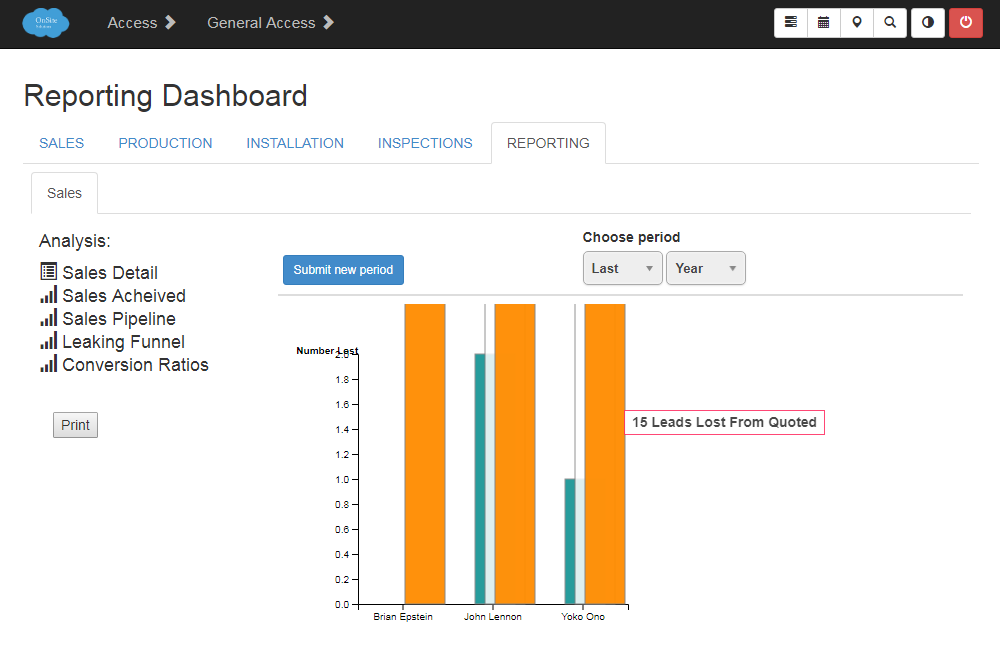 OnSite
Access
General Access
Reporting Dashboard
SALES
PRODUCTION
INSTALLATION
INSPECTIONS
REPORTING
Sales
Analysis:
Sales Detail
Sales Acheived
Sales Pipeline
Leaking Funnel
Conversion Ratios
Print
Submit new period
Choose period
Last
Year
Number Lost
2.0
1.8
1.6
1.4
1.2
1.0
0.8
0.6
0.4
0.2
0.0
Brian Epstein
John Lennon
Yoko Ono
15 Leads Lost From Quoted